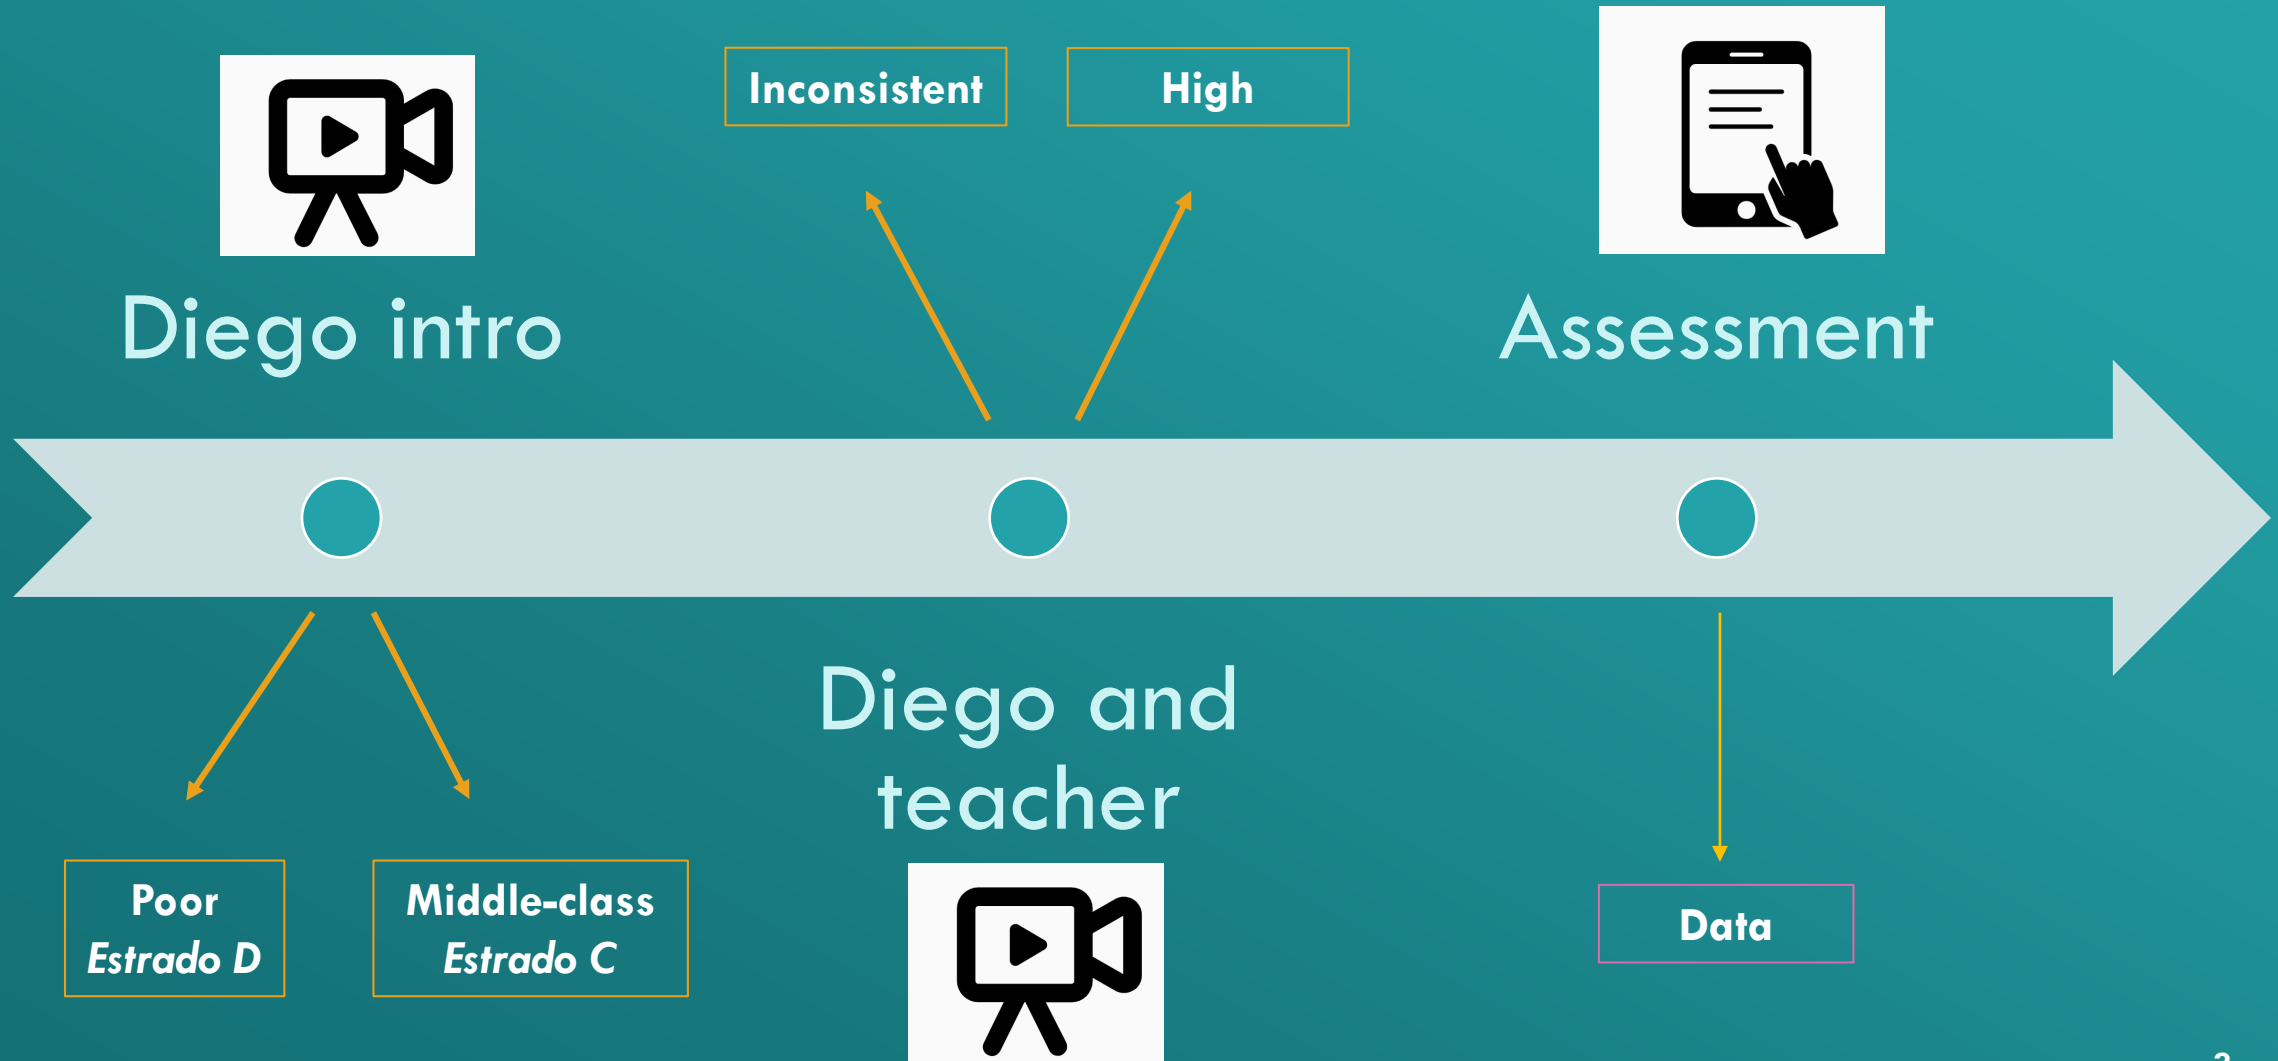 Inconsistent
High
Diego intro
Assessment
Diego and
teacher
Poor
Estrado D
Middle-class
Estrado C
Data